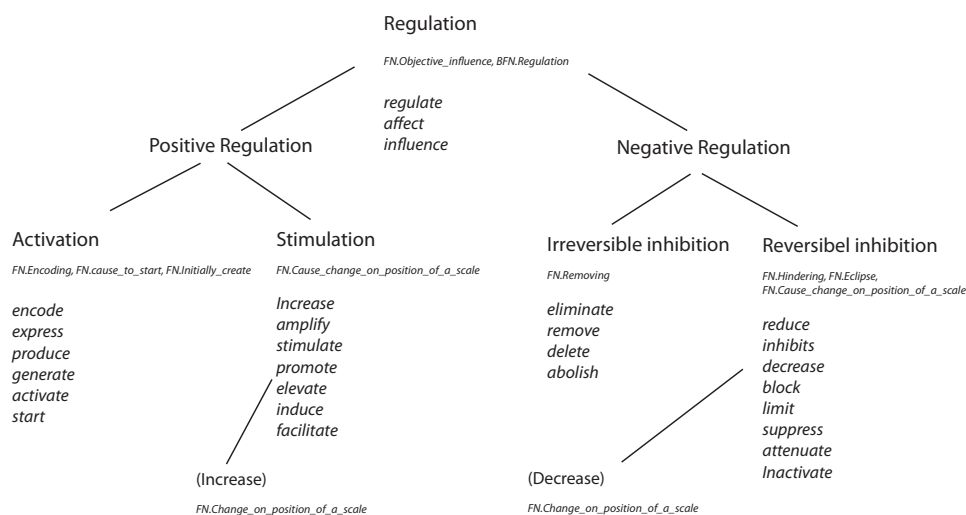 Regulation
FN.Objective_influence, BFN.Regulation
regulate
affect
influence
Positive Regulation
Negative Regulation
Activation
FN.Encoding, FN.cause_to_start, FN.Initially_create
encode
express
produce
generate
activate
start
Stimulation
FN.Cause_change_on_position_of_a_scale
Increase
amplify
stimulate
promote
elevate
induce
facilitate
(Increase)
FN.Change_on_position_of_a_scale
Irreversible inhibition
FN.Removing
eliminate
remove
delete
abolish
Reversibel inhibition
FN.Hindering, FN.Eclipse,
FN.Cause_change_on_position_of_a_scale
reduce
inhibits
decrease
block
limit
suppress
attenuate
Inactivate
(Decrease)
FN.Change_on_position_of_a_scale